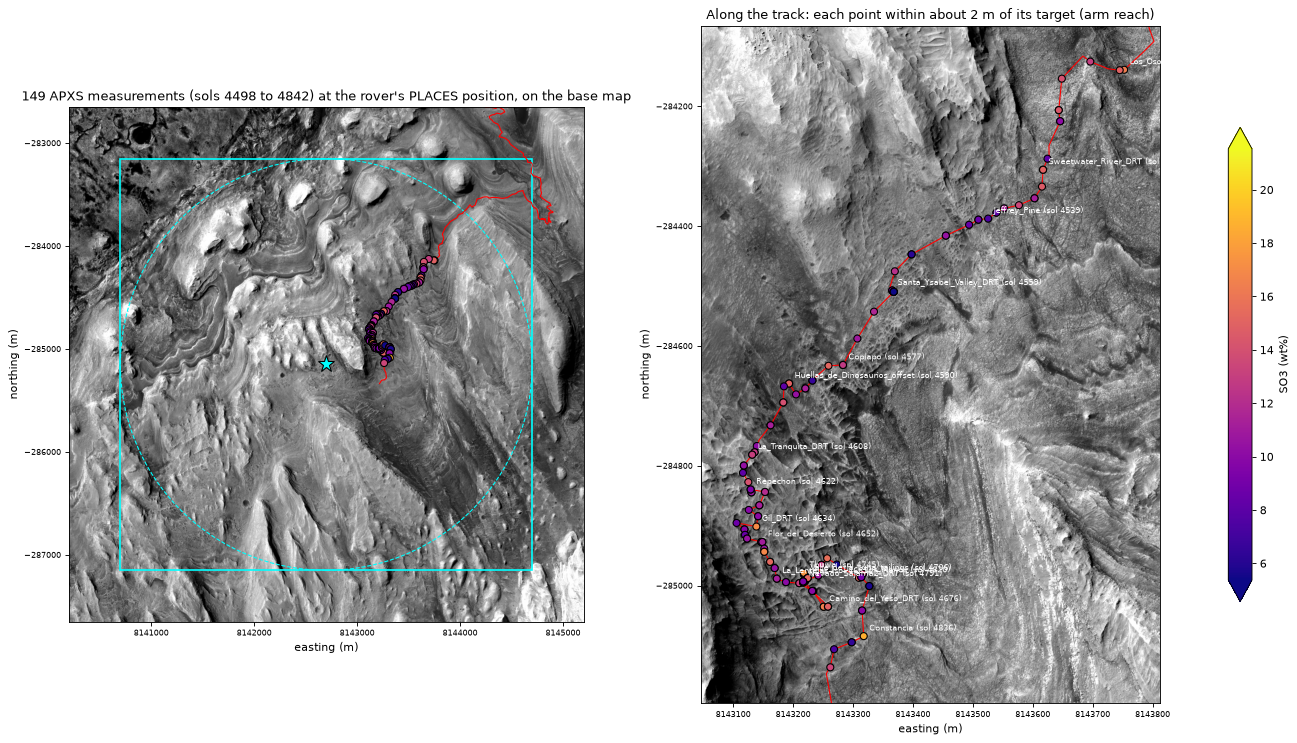 149 APXS measurements (sols 4498 to 4842) at the rover's PLACES position, on the base map
−283000
−284000
−285000
−286000
−287000
northing (m)
8141000
8142000
8143000
8144000
8145000
easting (m)
Along the track: each point within about 2 m of its target (arm reach)
−284200
−284400
−284600
−284800
−285000
northing (m)
8143100
8143200
8143300
8143400
8143500
8143600
8143700
8143800
easting (m)
Los_Oso
Sweetwater_River_DRT (sol
Jeffrey_Pine (sol 4539)
Santa_Ysabel_Valley_DRT (sol 4559)
Copiapo (sol 4577)
Huellas_de_Dinosaurios_offset (sol 4590)
La_Tranquita_DRT (sol 4608)
Repechon (sol 4622)
Gil_DRT (sol 4634)
Flor_del_Desierto (sol 4652)
Camino_del_Yeso_DRT (sol 4676)
Constancia (sol 4836)
20
18
16
14
12
10
8
6
SO3 (wt%)